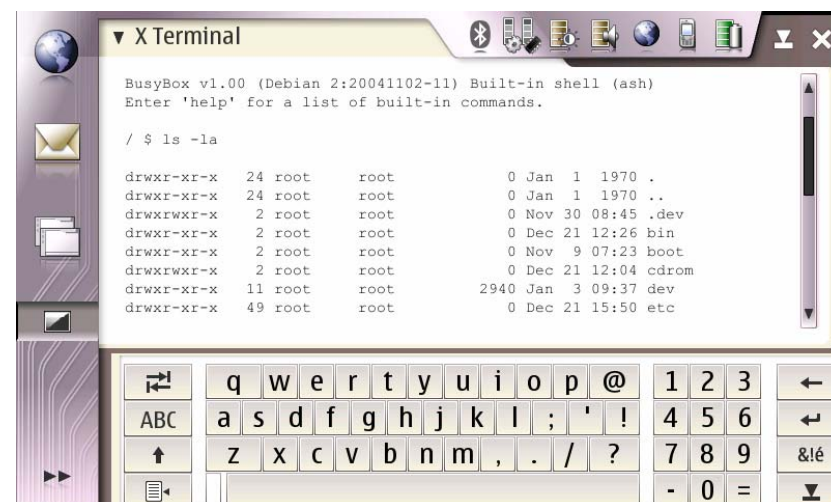 X Terminal
BusyBox v1.00 (Debian 2:20041102-11) Built-in shell (ash)
Enter 'help' for a list of built-in commands.
/ $ ls -la
drwxr-xr-x 24 root root 0 Jan 1 1970 .
drwxr-xr-x 24 root root 0 Jan 1 1970 ..
drwxrwxr-x 2 root root 0 Nov 30 08:45 .dev
drwxr-xr-x 2 root root 0 Dec 21 12:26 bin
drwxr-xr-x 2 root root 0 Nov 9 07:23 boot
drwxrwxr-x 2 root root 0 Dec 21 12:04 cdrom
drwxr-xr-x 11 root root 2940 Jan 3 09:37 dev
drwxr-xr-x 49 root root 0 Dec 21 15:50 etc
q w e r t y u i o p @ 1 2 3
ABC a s d f g h j k l ; ' ! 4 5 6
z x c v b n m , . / ? 7 8 9 &!é
- 0 =